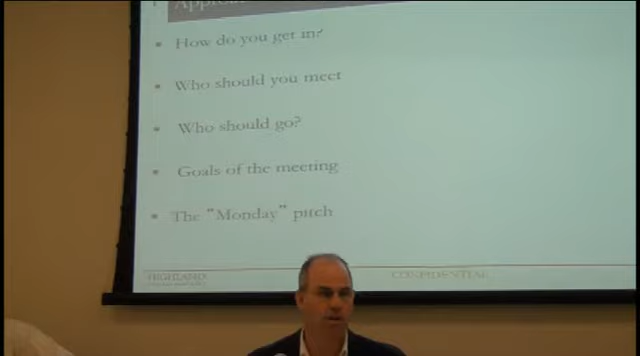 How do you get in?
Who should you meet
Who should go?
Goals of the meeting
The "Monday" pitch
HIGHLAND
CONFIDENTIAL